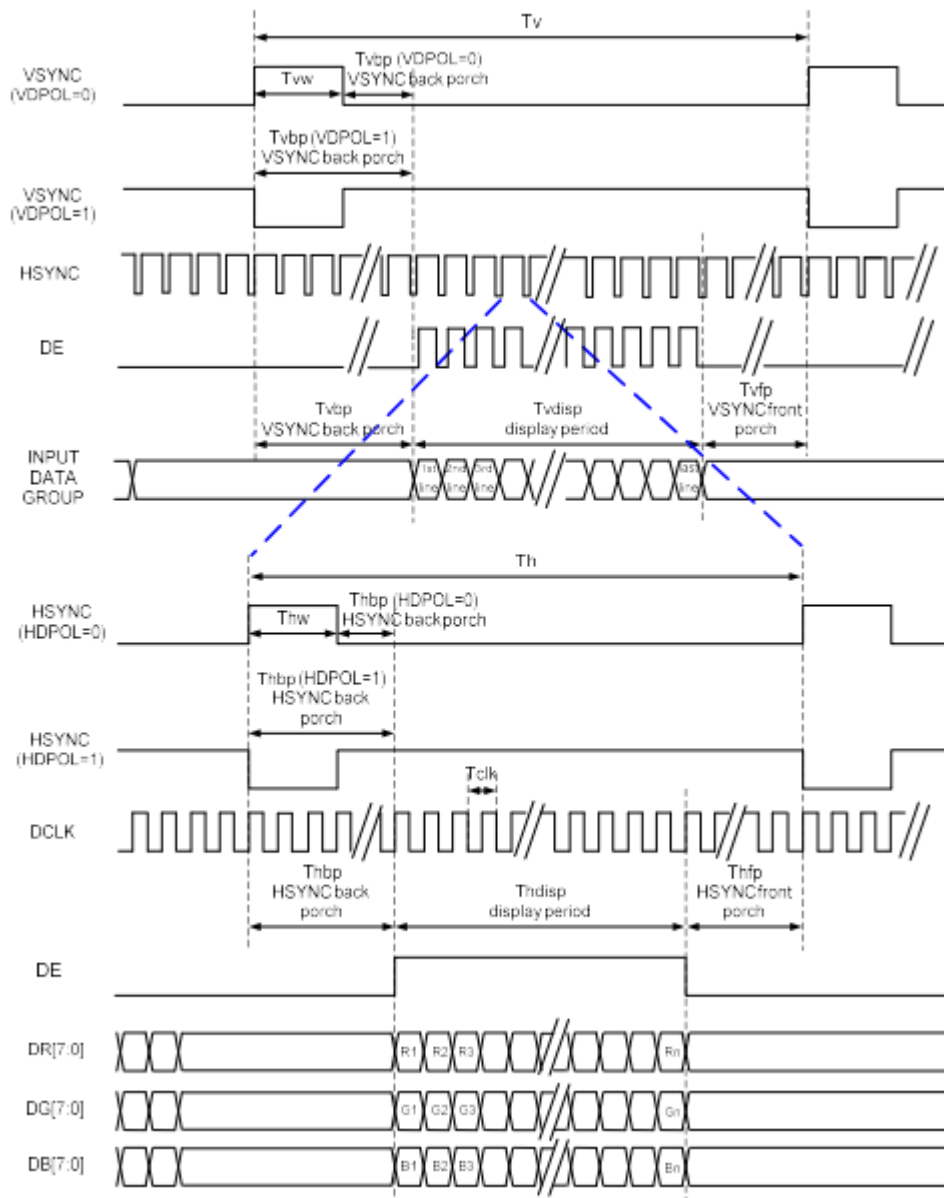 Tv
VSYNC
(VDPOL=0)
Tvw
Tvbp (VDPOL=0)
VSYNC back porch
Tvbp (VDPOL=1)
VSYNC back porch
VSYNC
(VDPOL=1)
HSYNC
DE
Tvbp
VSYNC back porch
Tvdisp
display period
Tvfp
VSYNC front
porch
INPUT
DATA
GROUP
1st
line
2nd
line
3rd
line
last
line
Th
HSYNC
(HDPOL=0)
Thw
Thbp (HDPOL=0)
HSYNC back porch
Thbp (HDPOL=1)
HSYNC back
porch
HSYNC
(HDPOL=1)
Tclk
DCLK
Thbp
HSYNC back
porch
Thdisp
display period
Thfp
HSYNC front
porch
DE
DR[7:0]
R1 R2 R3 Rn
DG[7:0]
G1 G2 G3 Gn
DB[7:0]
B1 B2 B3 Bn